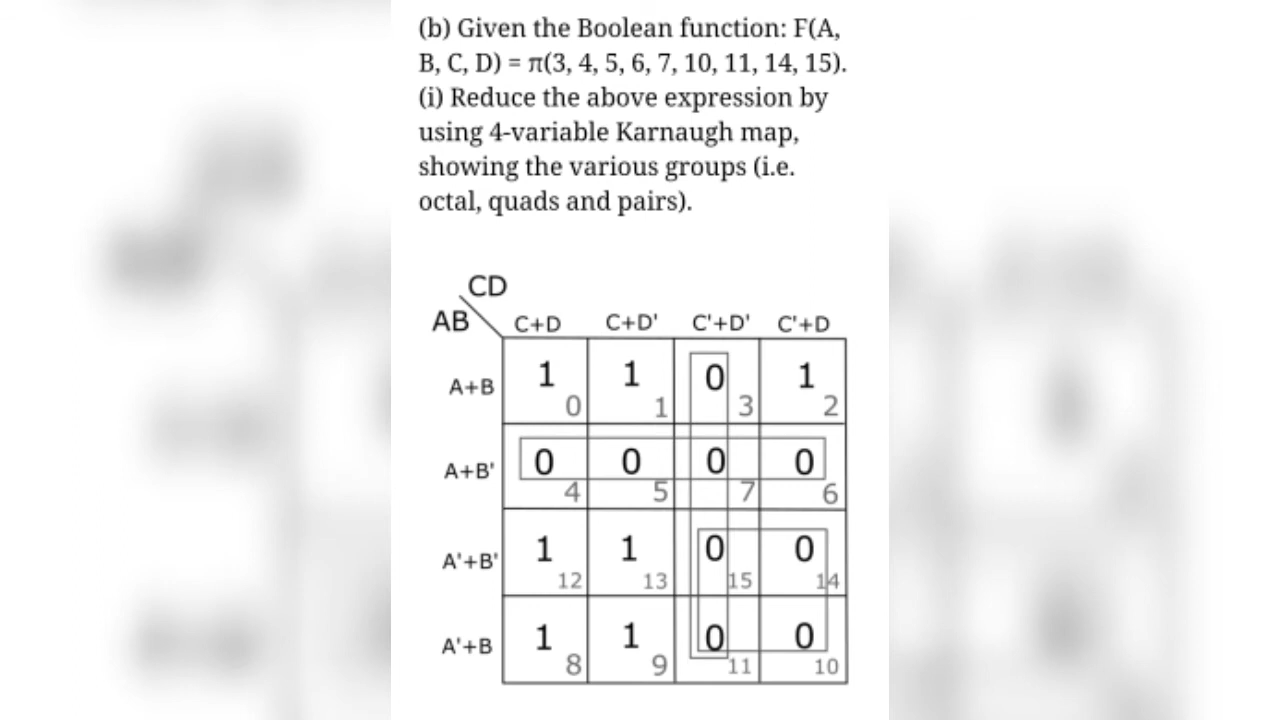 (b) Given the Boolean function: F(A,
B, C, D) = π(3, 4, 5, 6, 7, 10, 11, 14, 15).
(i) Reduce the above expression by
using 4-variable Karnaugh map,
showing the various groups (i.e.
octal, quads and pairs).
CD
AB C+D C+D' C'+D' C'+D
A+B 1 1 0 1
0 1 3 2
A+B' 0 0 0 0
4 5 7 6
A'+B' 1 1 0 0
12 13 15 14
A'+B 1 1 0 0
8 9 11 10